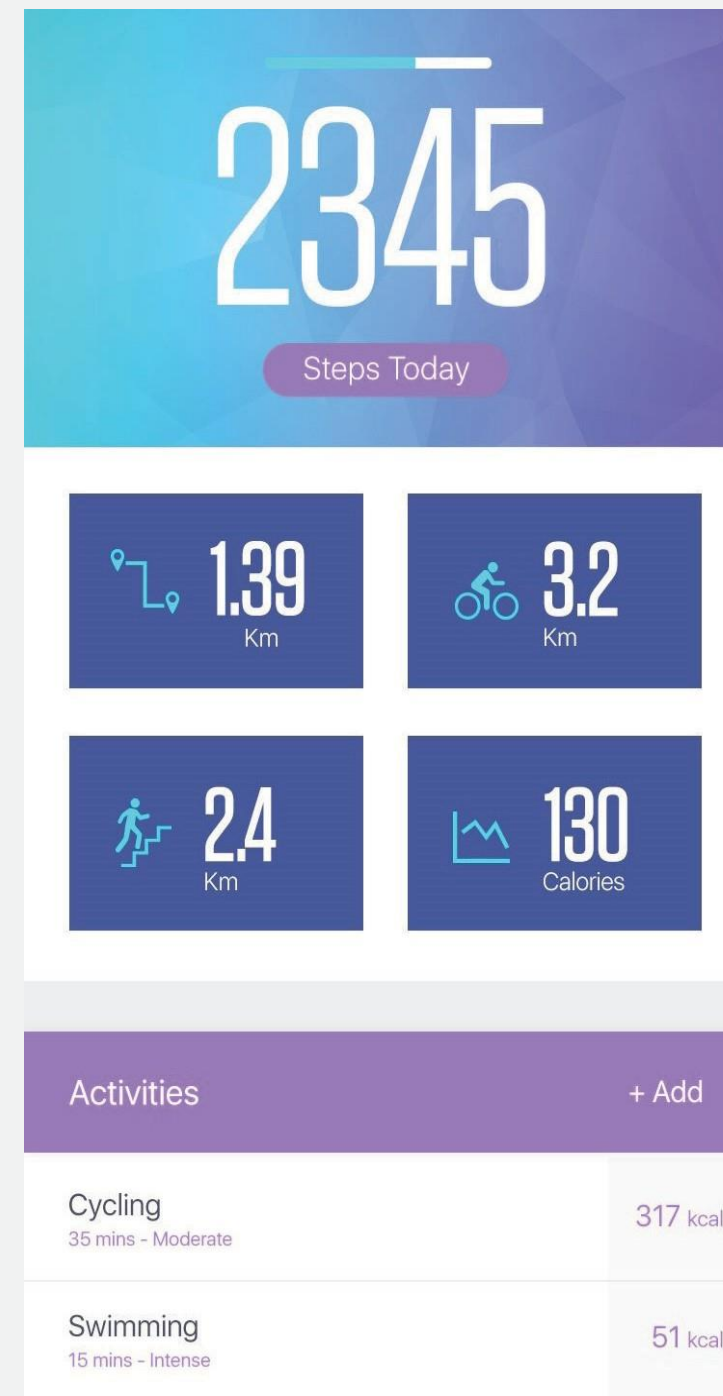 2345
Steps Today
1.39
Km
3.2
Km
2.4
Km
130
Calories
Activities
+ Add
Cycling
35 mins - Moderate
317 kcal
Swimming
15 mins - Intense
51 kcal